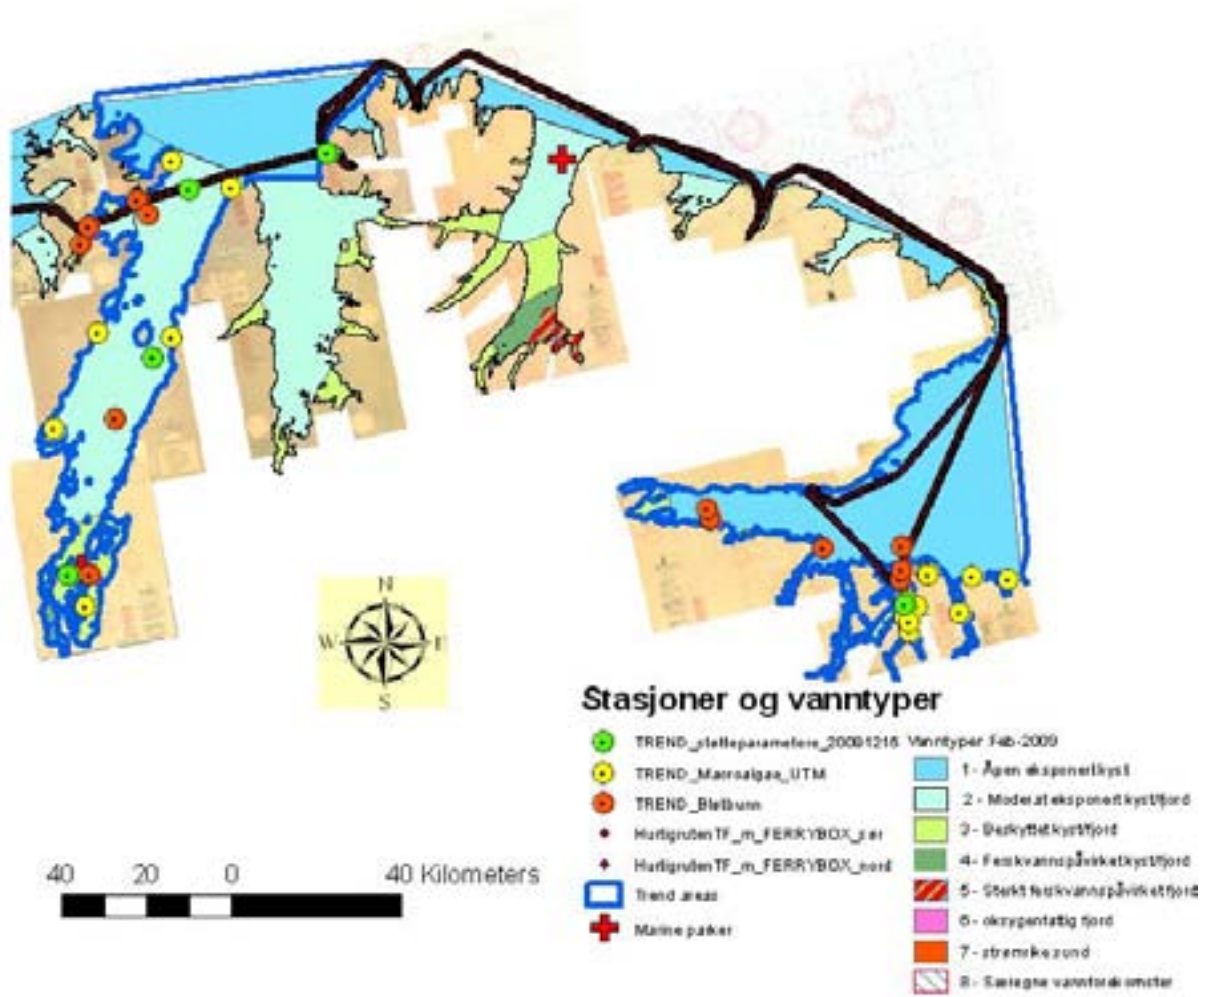 N
W
S
Stasjoner og vanntyper
TREND_støtteparametere_20091215
TREND_Macroalgae_UTM
TREND_Bløtbunn
HurtigrutenTF_m_FERRYBOX_sør
HurtigrutenTF_m_FERRYBOX_nord
Trend areas
Marine parker
Vanntyper Feb-2009
1 - Åpen eksponert kyst
2 - Moderat eksponert kyst/fjord
3 - Beskyttet kyst/fjord
4 - Ferskvannspåvirket kyst/fjord
5 - Sterkt ferskvannspåvirket fjord
6 - oksygenfattig fjord
7 - strømrike sund
8 - Særegne vannforekomster
40 20 0 40 Kilometers